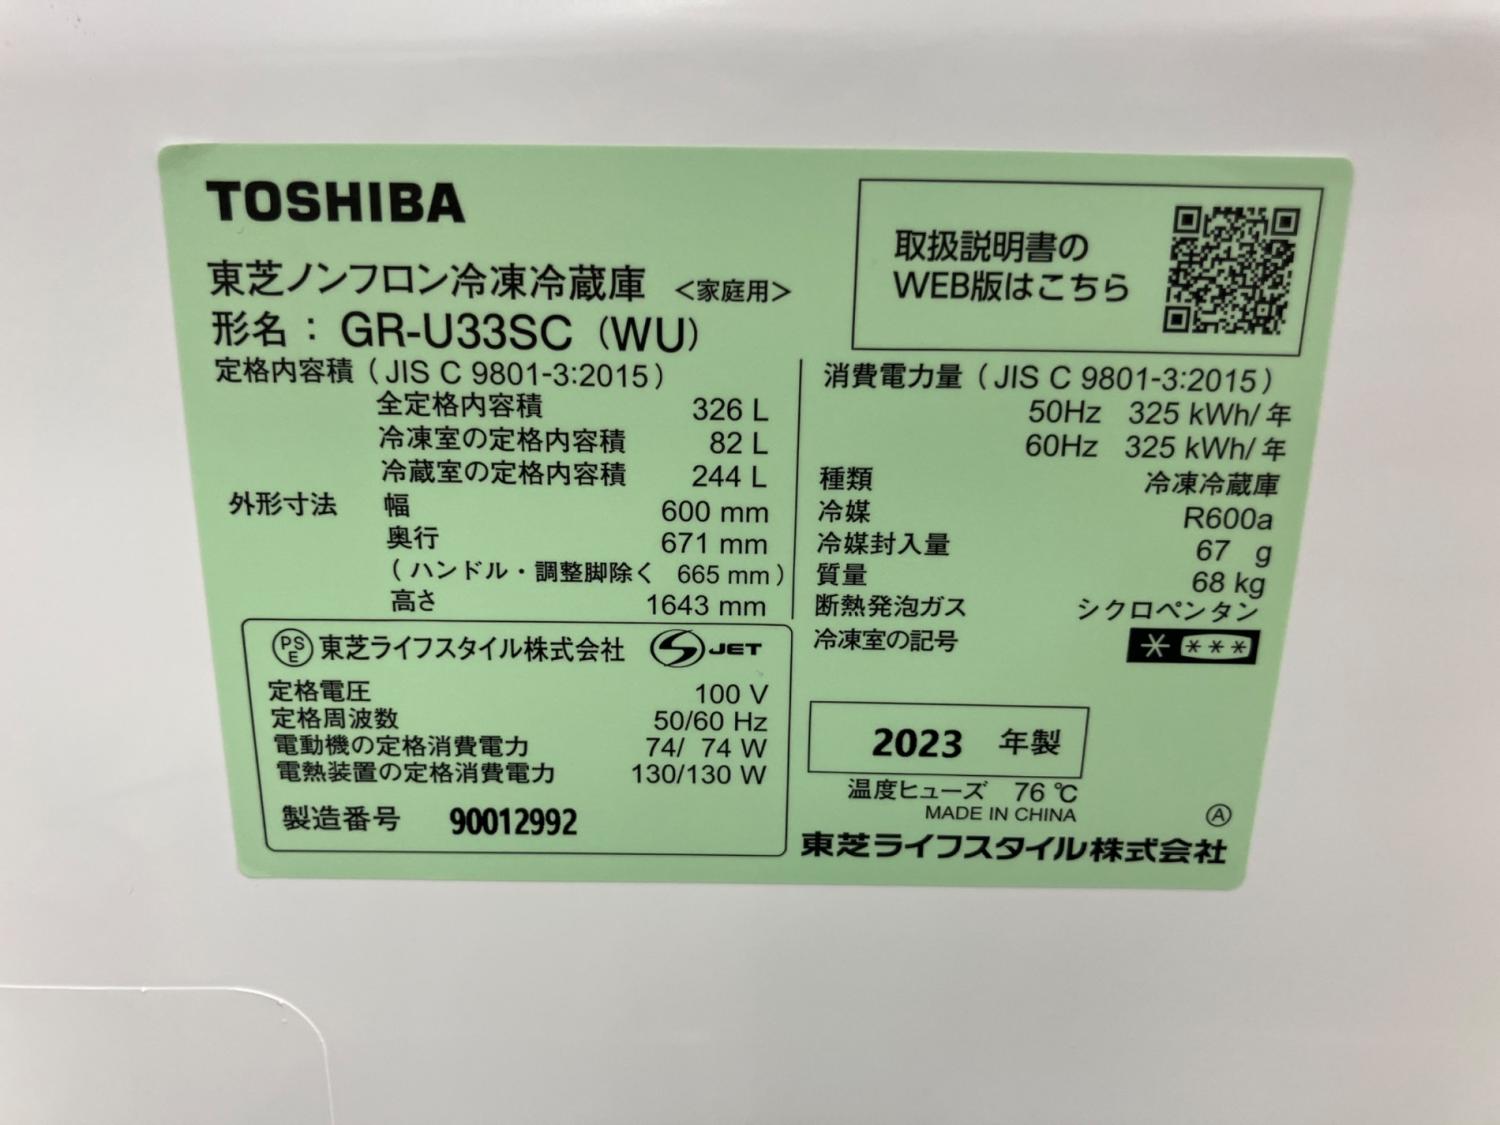 TOSHIBA
東芝ノンフロン冷凍冷蔵庫 <家庭用>
形名：GR-U33SC (WU)
取扱説明書の
WEB版はこちら
定格内容積 ( JIS C 9801-3:2015 )
全定格内容積 326 L
冷凍室の定格内容積 82 L
冷蔵室の定格内容積 244 L
外形寸法 幅 600 mm
奥行 671 mm
( ハンドル・調整脚除く 665 mm )
高さ 1643 mm
消費電力量 ( JIS C 9801-3:2015 )
50Hz 325 kWh/年
60Hz 325 kWh/年
種類 冷凍冷蔵庫
冷媒 R600a
冷媒封入量 67 g
質量 68 kg
断熱発泡ガス シクロペンタン
冷凍室の記号 * ***
PSE 東芝ライフスタイル株式会社 S JET
定格電圧 100 V
定格周波数 50/60 Hz
電動機の定格消費電力 74/ 74 W
電熱装置の定格消費電力 130/130 W
製造番号 90012992
2023 年製
温度ヒューズ 76 ℃
MADE IN CHINA
Ⓐ
東芝ライフスタイル株式会社